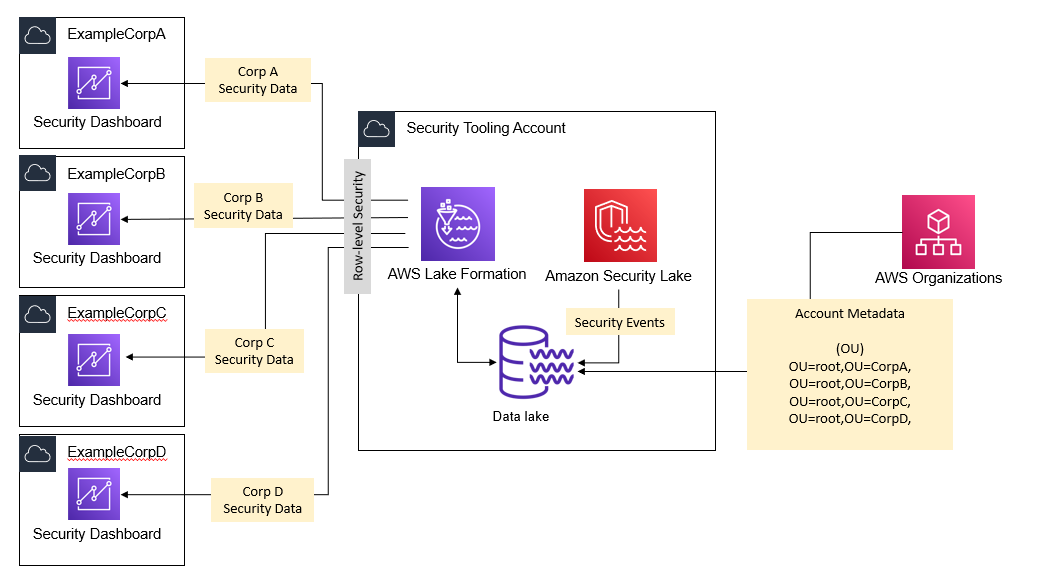 ExampleCorpA
Security Dashboard
Corp A
Security Data
ExampleCorpB
Security Dashboard
Corp B
Security Data
ExampleCorpC
Security Dashboard
Corp C
Security Data
ExampleCorpD
Security Dashboard
Corp D
Security Data
Row-level Security
Security Tooling Account
AWS Lake Formation
Amazon Security Lake
Security Events
Data lake
AWS Organizations
Account Metadata
(OU)
OU=root,OU=CorpA,
OU=root,OU=CorpB,
OU=root,OU=CorpC,
OU=root,OU=CorpD,